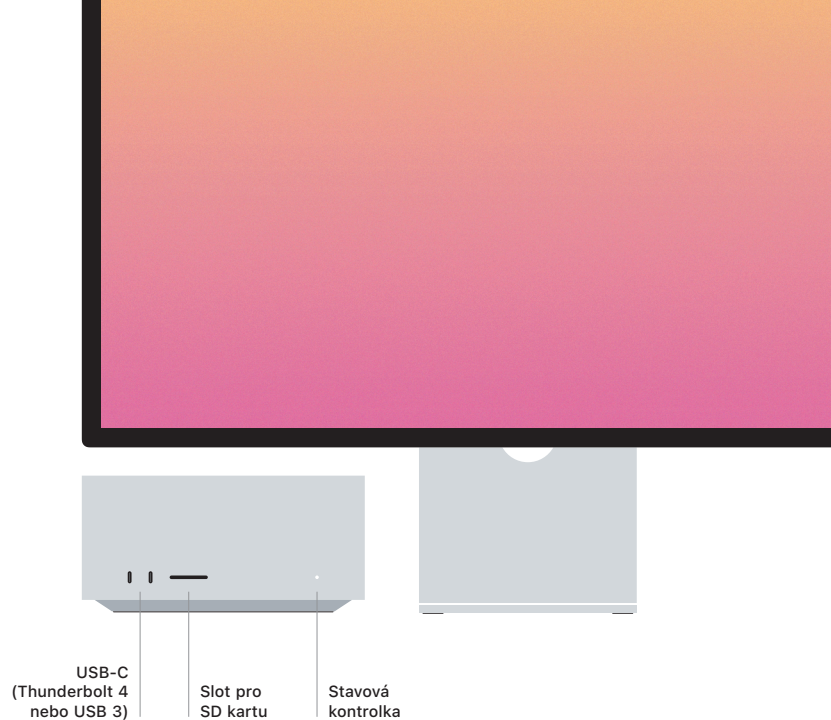 USB-C
(Thunderbolt 4
nebo USB 3)
Slot pro
SD kartu
Stavová
kontrolka